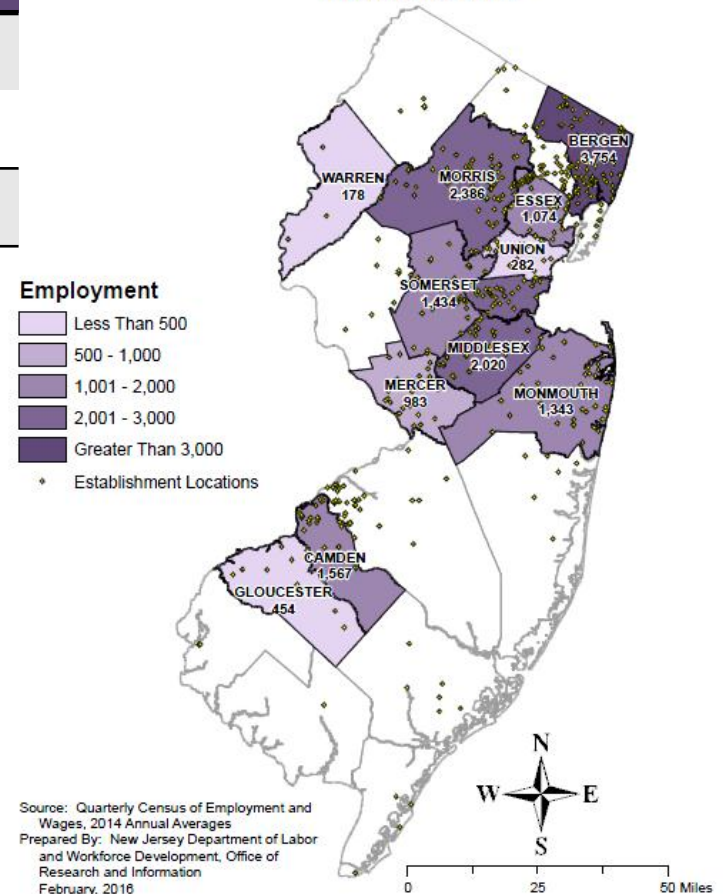 BERGEN
3,754
WARREN
178
MORRIS
2,386
ESSEX
1,074
UNION
282
SOMERSET
1,434
Employment
Less Than 500
500 - 1,000
1,001 - 2,000
2,001 - 3,000
Greater Than 3,000
Establishment Locations
MIDDLESEX
2,020
MERCER
983
MONMOUTH
1,343
CAMDEN
1,567
GLOUCESTER
454
N
W
E
S
Source: Quarterly Census of Employment and
Wages, 2014 Annual Averages
Prepared By: New Jersey Department of Labor
and Workforce Development, Office of
Research and Information
February, 2016
0
25
50 Miles